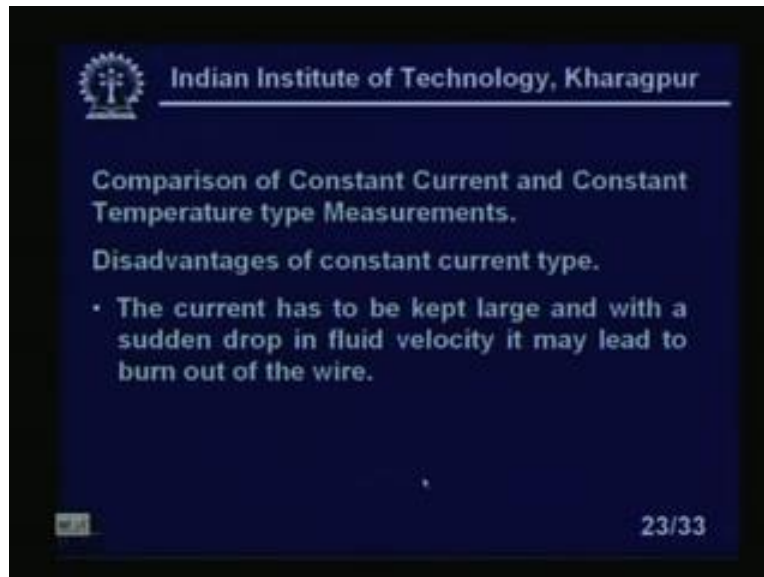 Indian Institute of Technology, Kharagpur
Comparison of Constant Current and Constant
Temperature type Measurements.
Disadvantages of constant current type.
• The current has to be kept large and with a
sudden drop in fluid velocity it may lead to
burn out of the wire.
23/33